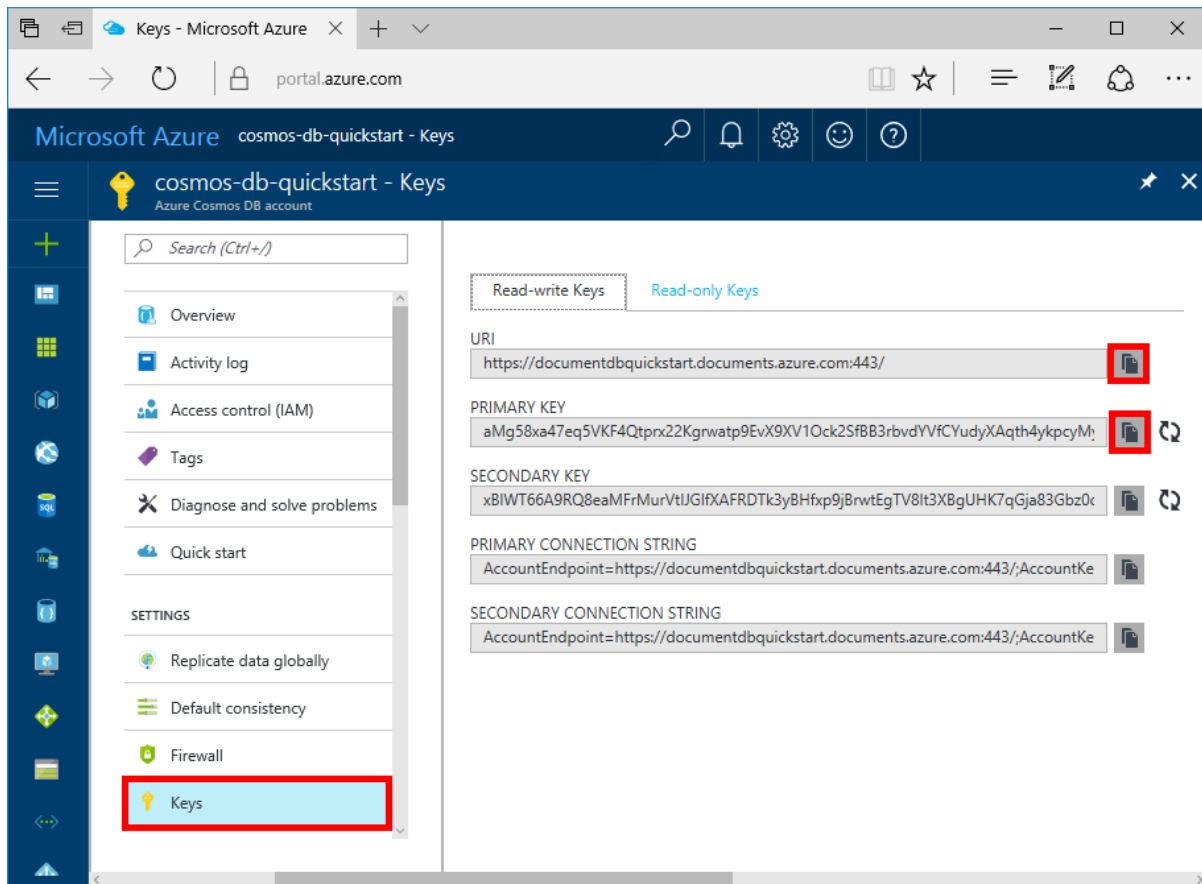 Keys - Microsoft Azure
portal.azure.com
Microsoft Azure cosmos-db-quickstart - Keys
cosmos-db-quickstart - Keys
Azure Cosmos DB account
Search (Ctrl+/)
Overview
Activity log
Access control (IAM)
Tags
Diagnose and solve problems
Quick start
SETTINGS
Replicate data globally
Default consistency
Firewall
Keys
Read-write Keys Read-only Keys
URI
https://documentdbquickstart.documents.azure.com:443/
PRIMARY KEY
SECONDARY KEY
PRIMARY CONNECTION STRING
AccountEndpoint=https://documentdbquickstart.documents.azure.com:443/;AccountKe
SECONDARY CONNECTION STRING
AccountEndpoint=https://documentdbquickstart.documents.azure.com:443/;AccountKe